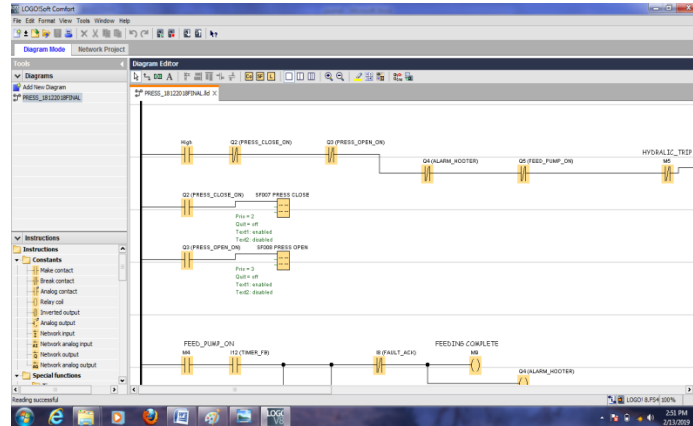 LOGO!Soft Comfort
File Edit Format View Tools Window Help
Diagram Mode Network Project
Tools
Diagram Editor
Diagrams
Add New Diagram
PRESS_18122018FINAL
PRESS_18122018FINAL.lld X
High Q2 (PRESS_CLOSE_ON) Q3 (PRESS_OPEN_ON)
HYDRALIC_TRIP
Q4 (ALARM_HOOTER) Q5 (FEED_PUMP_ON) M6
Q2 (PRESS_CLOSE_ON) SF007 PRESS CLOSE
Prio = 2
Quit = off
Text1: enabled
Text2: disabled
Q3 (PRESS_OPEN_ON) SF008 PRESS OPEN
Prio = 3
Quit = off
Text1: enabled
Text2: disabled
Instructions
Instructions
Constants
Make contact
Break contact
Analog contact
Relay coil
Inverted output
Analog output
Network input
Network analog input
Network output
Network analog output
Special functions
FEED_PUMP_ON FEEDING COMPLETE
M4 I12 (TIMER_FB) I8 (FAULT_ACK) M8
Q4 (ALARM_HOOTER)
Reading successful
LOGO! 8.FS4 100%
2:51 PM
2/13/2019